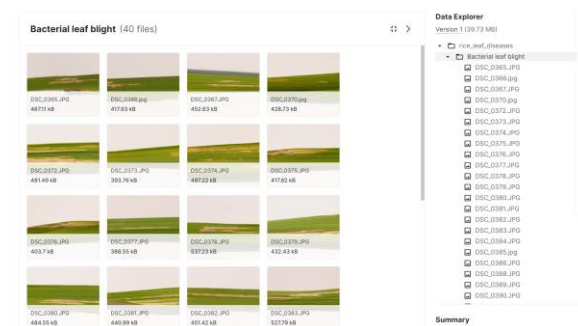 Bacterial leaf blight (40 files)
DSC_0365.JPG
467.11 kB
DSC_0366.jpg
417.03 kB
DSC_0367.JPG
452.63 kB
DSC_0370.jpg
428.73 kB
DSC_0372.JPG
481.49 kB
DSC_0373.JPG
393.76 kB
DSC_0374.JPG
497.22 kB
DSC_0375.JPG
417.82 kB
DSC_0376.JPG
403.7 kB
DSC_0377.JPG
388.55 kB
DSC_0378.JPG
537.23 kB
DSC_0379.JPG
432.43 kB
DSC_0380.JPG
484.55 kB
DSC_0381.JPG
440.99 kB
DSC_0382.JPG
451.42 kB
DSC_0383.JPG
527.79 kB
Data Explorer
Version 1 (39.73 MB)
rice_leaf_diseases
Bacterial leaf blight
DSC_0365.JPG
DSC_0366.jpg
DSC_0367.JPG
DSC_0370.jpg
DSC_0372.JPG
DSC_0373.JPG
DSC_0374.JPG
DSC_0375.JPG
DSC_0376.JPG
DSC_0377.JPG
DSC_0378.JPG
DSC_0379.JPG
DSC_0380.JPG
DSC_0381.JPG
DSC_0382.JPG
DSC_0383.JPG
DSC_0384.JPG
DSC_0385.jpg
DSC_0386.JPG
DSC_0388.JPG
DSC_0389.JPG
DSC_0390.JPG
Summary